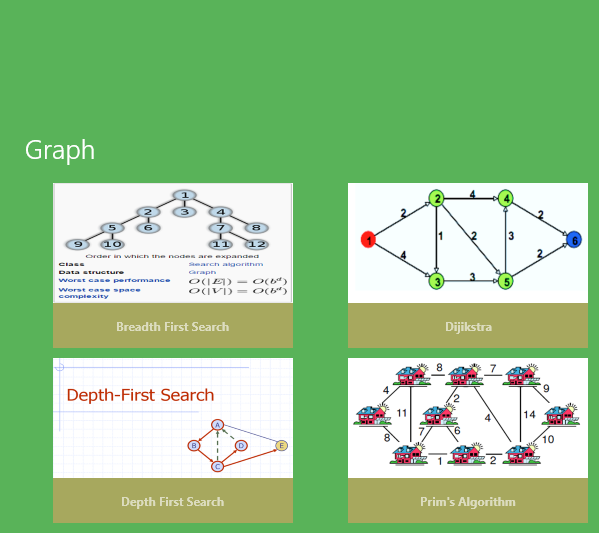 Graph
1
2 3 4
5 6 7 8
9 10 11 12
Order in which the nodes are expanded
Class Search algorithm
Data structure Graph
Worst case performance O(|E|) = O(b^d)
Worst case space complexity O(|V|) = O(b^d)
Breadth First Search
2 4 4
2 2
1 1 2 3 6
4 2
3 3 5
Dijikstra
Depth-First Search
A
B D E
C
Depth First Search
8 7
4 2 9
11 4 14
7 6
8 10
1 2
Prim's Algorithm